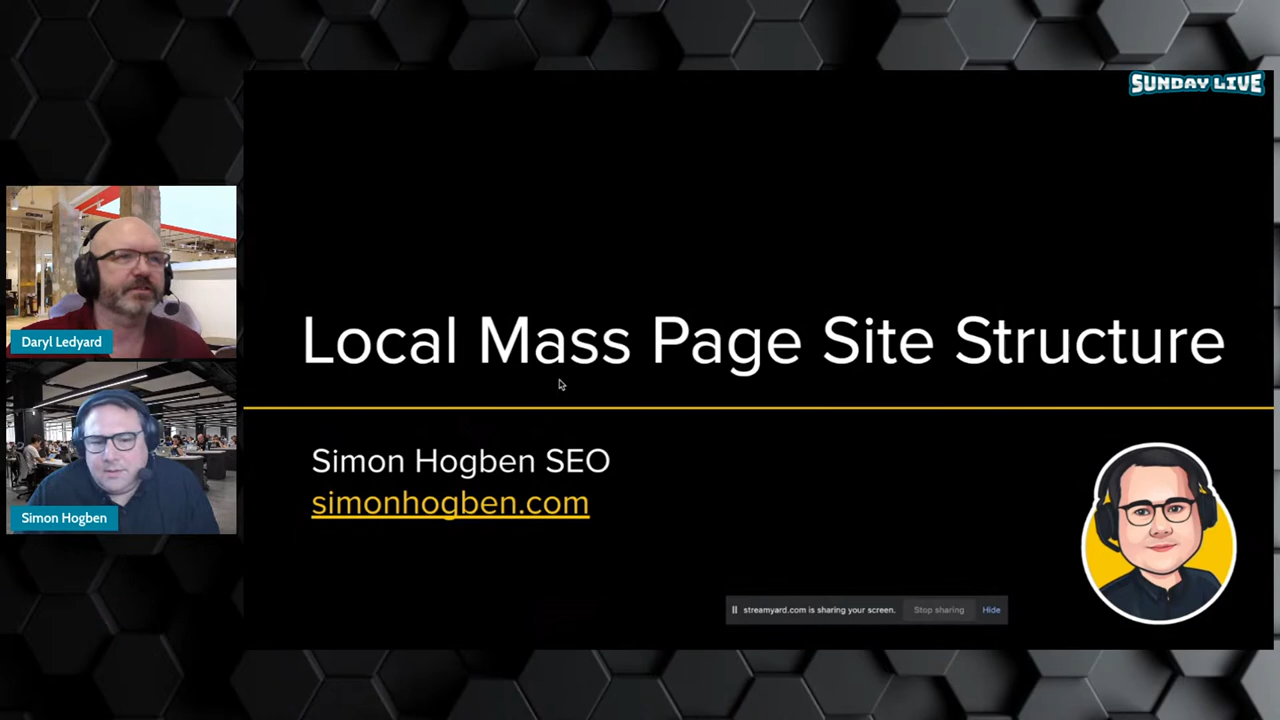 SUNDAY LIVE
Daryl Ledyard
Simon Hogben
Local Mass Page Site Structure
Simon Hogben SEO
simonhogben.com
streamyard.com is sharing your screen.
Stop sharing
Hide